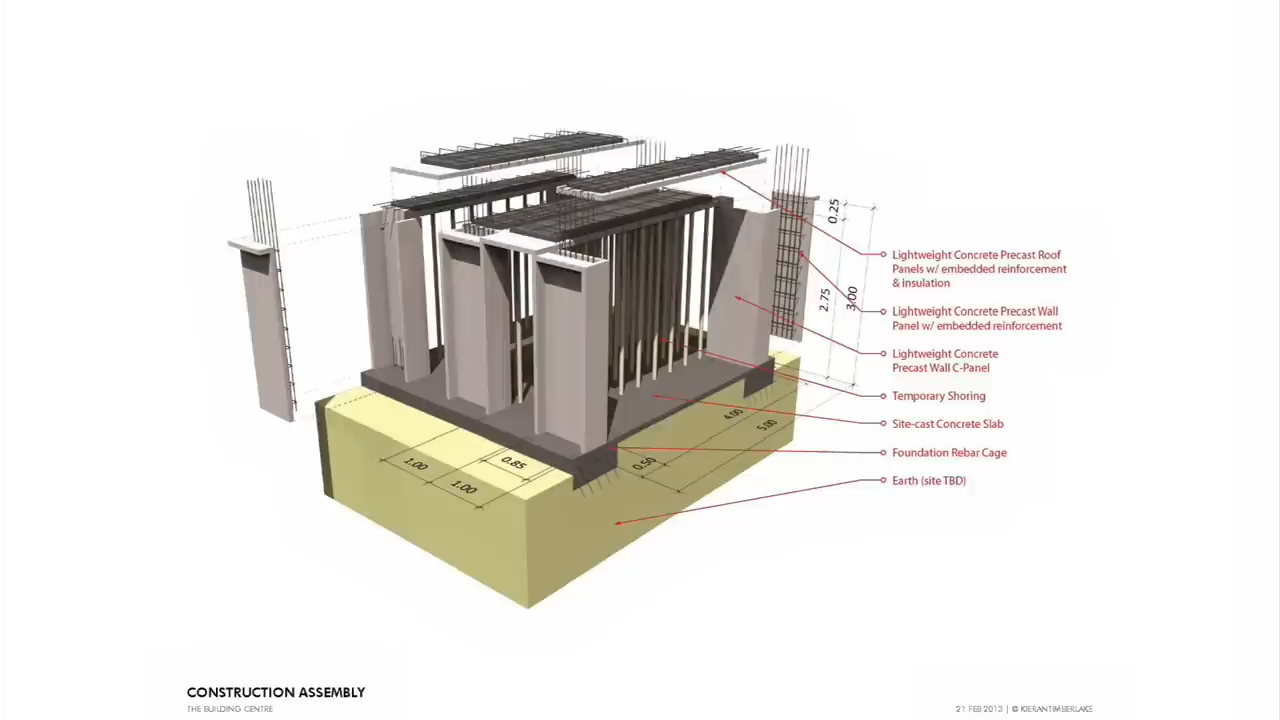 0.25
2.75
3.00
Lightweight Concrete Precast Roof
Panels w/ embedded reinforcement
& insulation
Lightweight Concrete Precast Wall
Panel w/ embedded reinforcement
Lightweight Concrete
Precast Wall C-Panel
Temporary Shoring
Site-cast Concrete Slab
Foundation Rebar Cage
Earth (site TBD)
4.00
5.00
0.50
0.85
1.00
1.00
CONSTRUCTION ASSEMBLY
THE BUILDING CENTRE
21 FEB 2013 | © KIERANTIMBERLAKE